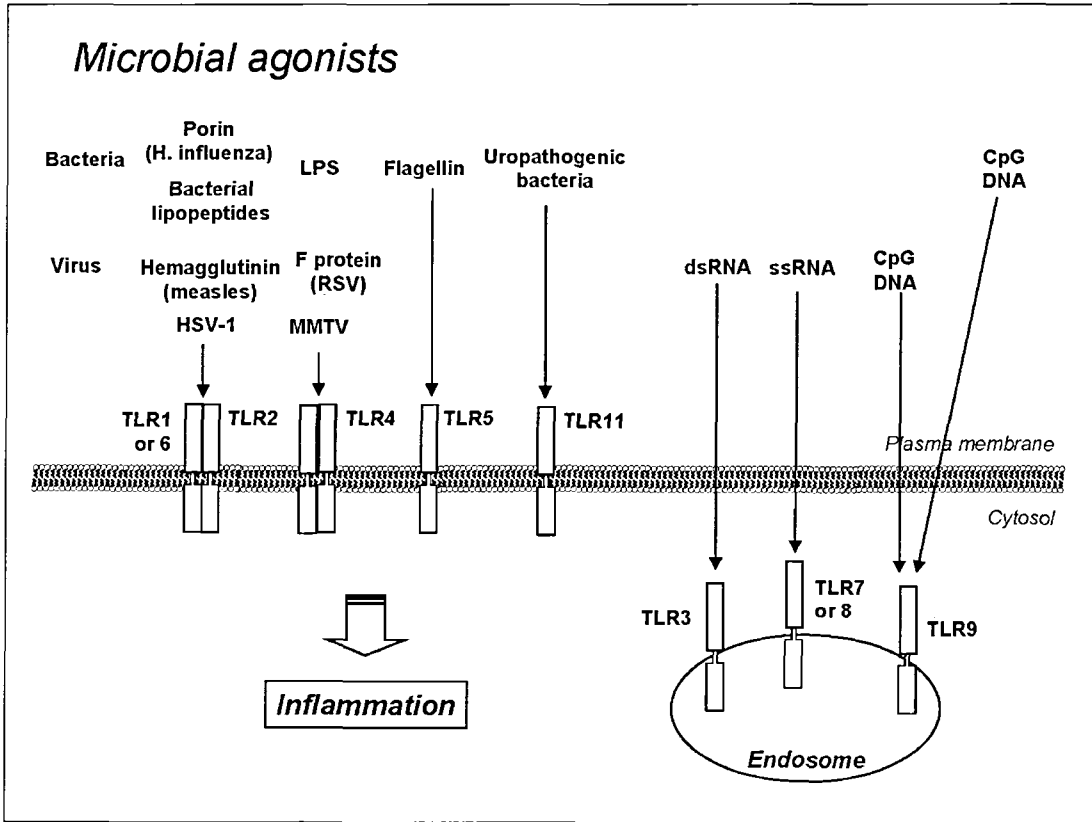 Microbial agonists
Bacteria
Porin
(H. influenza)
Bacterial
lipopeptides
LPS
Flagellin
Uropathogenic
bacteria
CpG
DNA
Virus
Hemagglutinin
(measles)
HSV-1
F protein
(RSV)
MMTV
dsRNA
ssRNA
CpG
DNA
TLR1
or 6
TLR2
TLR4
TLR5
TLR11
Plasma membrane
Cytosol
TLR3
TLR7
or 8
TLR9
Inflammation
Endosome